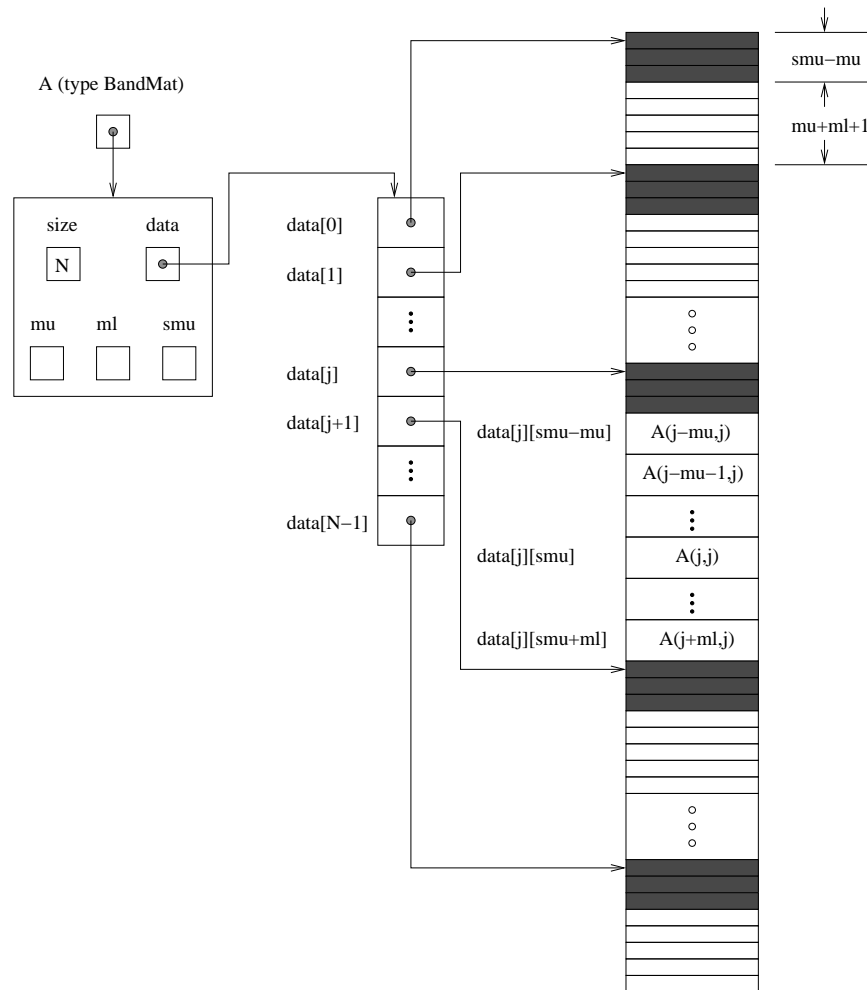 A (type BandMat)
size data
N
mu ml smu
data[0]
data[1]
data[j]
data[j+1]
data[N−1]
smu−mu
mu+ml+1
data[j][smu−mu] A(j−mu,j)
A(j−mu−1,j)
data[j][smu] A(j,j)
data[j][smu+ml] A(j+ml,j)